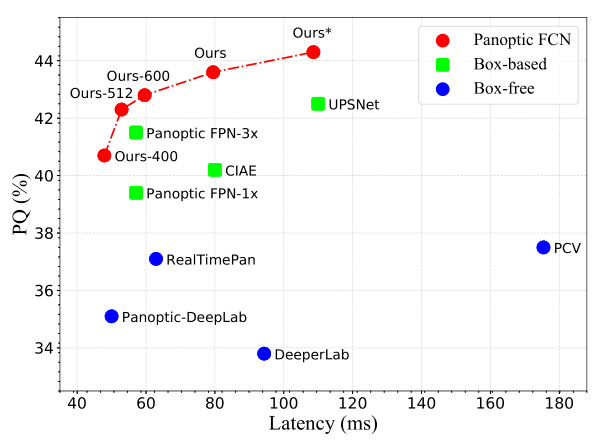 Panoptic FCN
Box-based
Box-free
Ours*
Ours
Ours-600
Ours-512
UPSNet
Panoptic FPN-3x
Ours-400
CIAE
Panoptic FPN-1x
RealTimePan
PCV
Panoptic-DeepLab
DeeperLab
PQ (%)
44
42
40
38
36
34
40 60 80 100 120 140 160 180
Latency (ms)